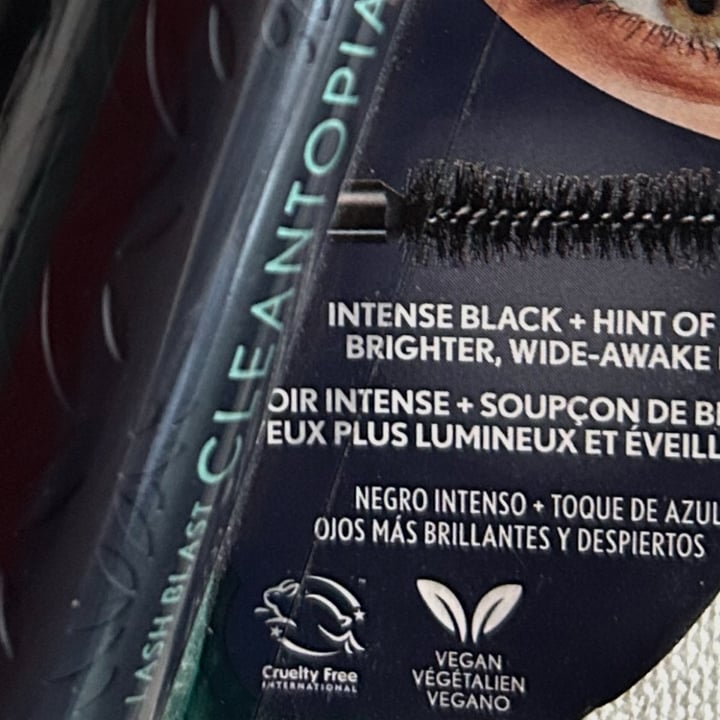 LASH BLAST CLEANTOPIA
INTENSE BLACK + HINT OF
BRIGHTER, WIDE-AWAKE
OIR INTENSE + SOUPÇON DE
EUX PLUS LUMINEUX ET ÉVEILL
NEGRO INTENSO + TOQUE DE AZUL
OJOS MÁS BRILLANTES Y DESPIERTOS
Cruelty Free
INTERNATIONAL
VEGAN
VÉGÉTALIEN
VEGANO